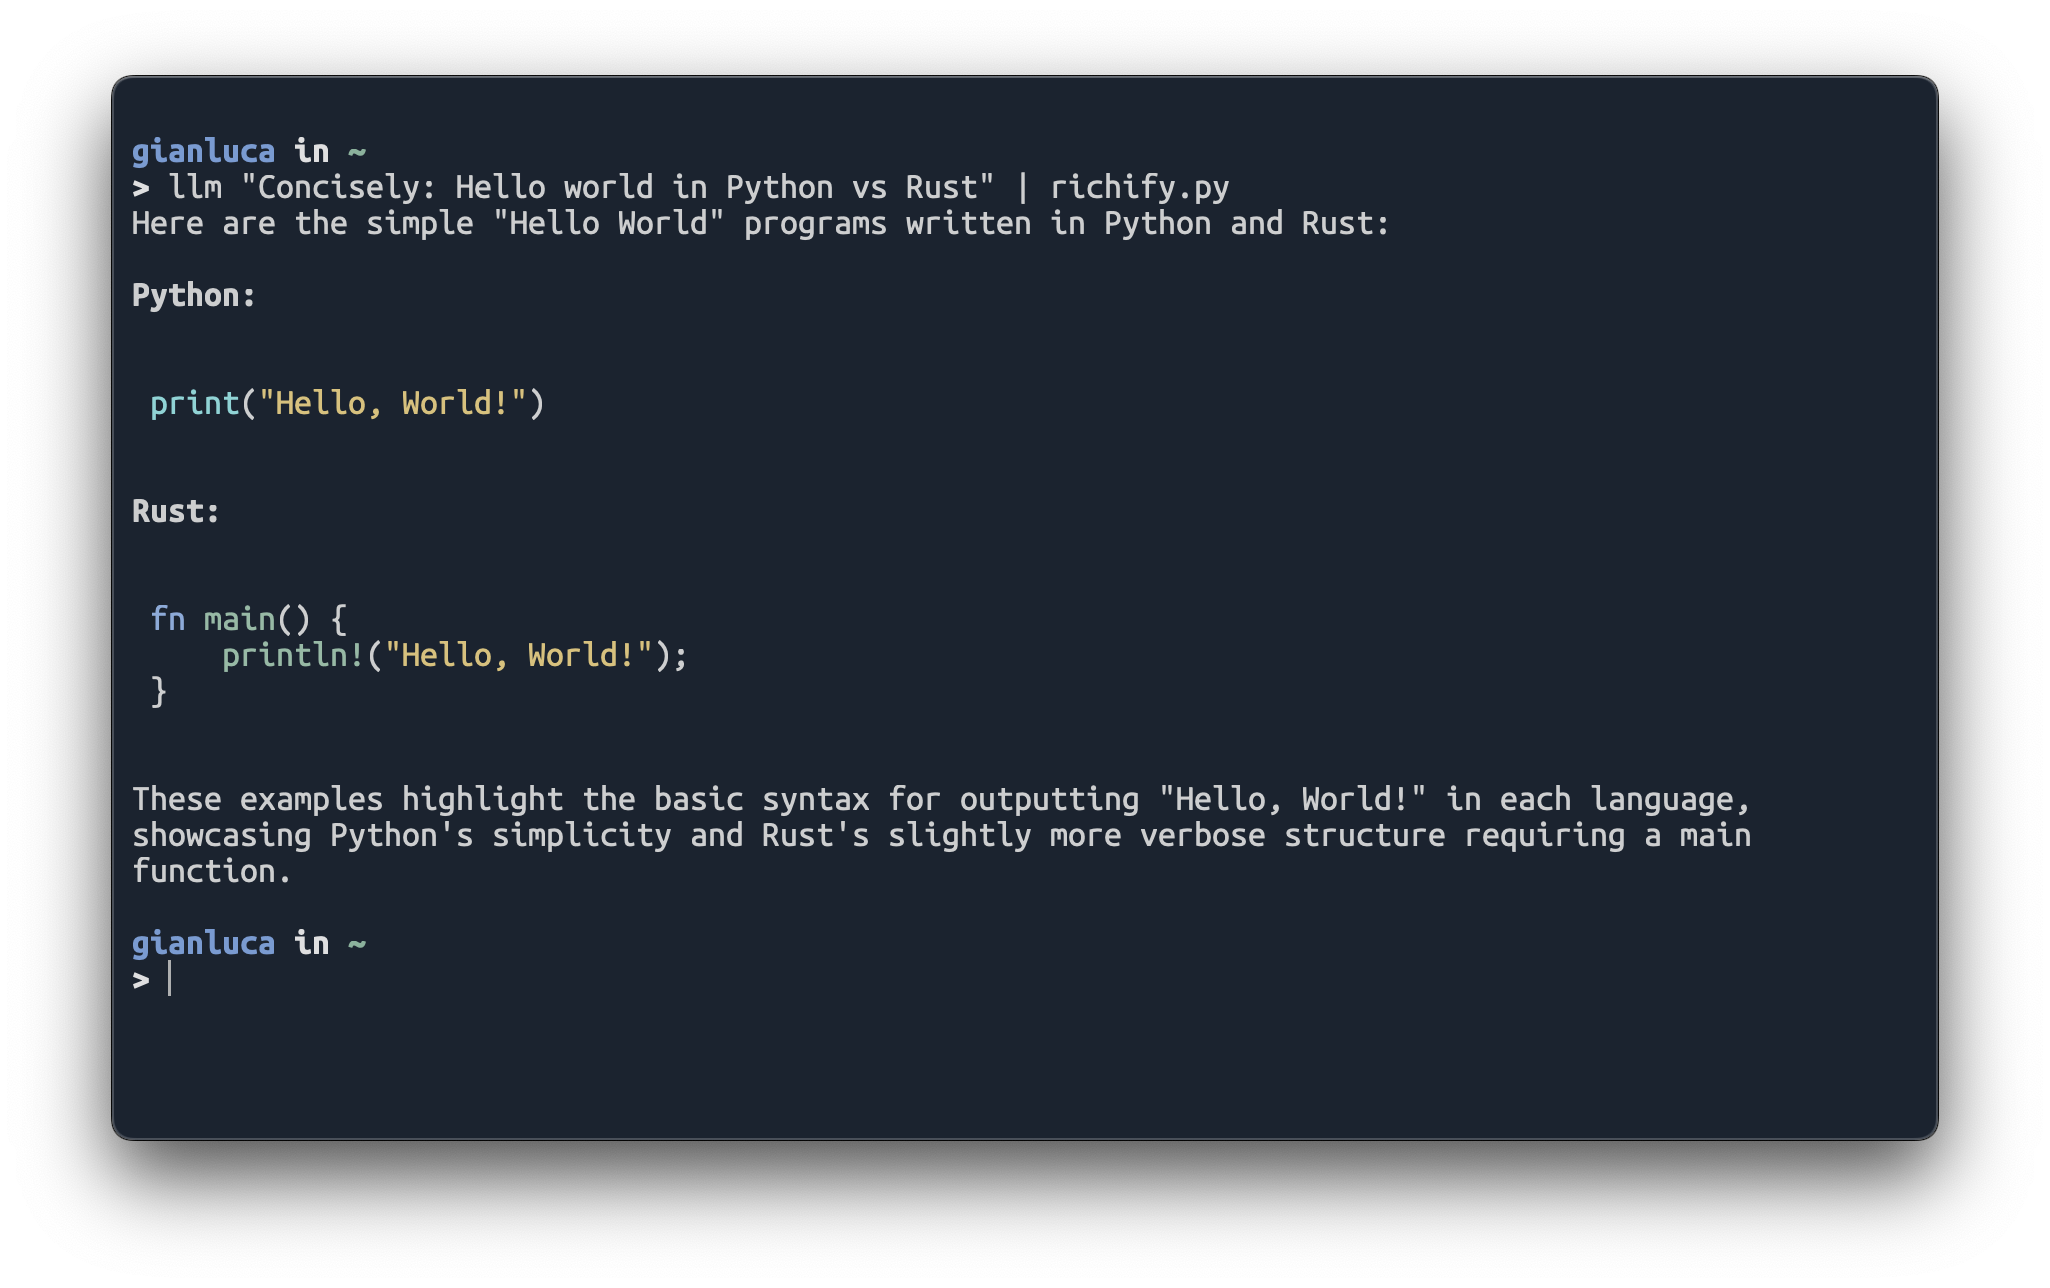 gianluca in ~
> llm "Concisely: Hello world in Python vs Rust" | richify.py
Here are the simple "Hello World" programs written in Python and Rust:
Python:
print("Hello, World!")
Rust:
fn main() {
    println!("Hello, World!");
}
These examples highlight the basic syntax for outputting "Hello, World!" in each language,
showcasing Python's simplicity and Rust's slightly more verbose structure requiring a main
function.
gianluca in ~
>